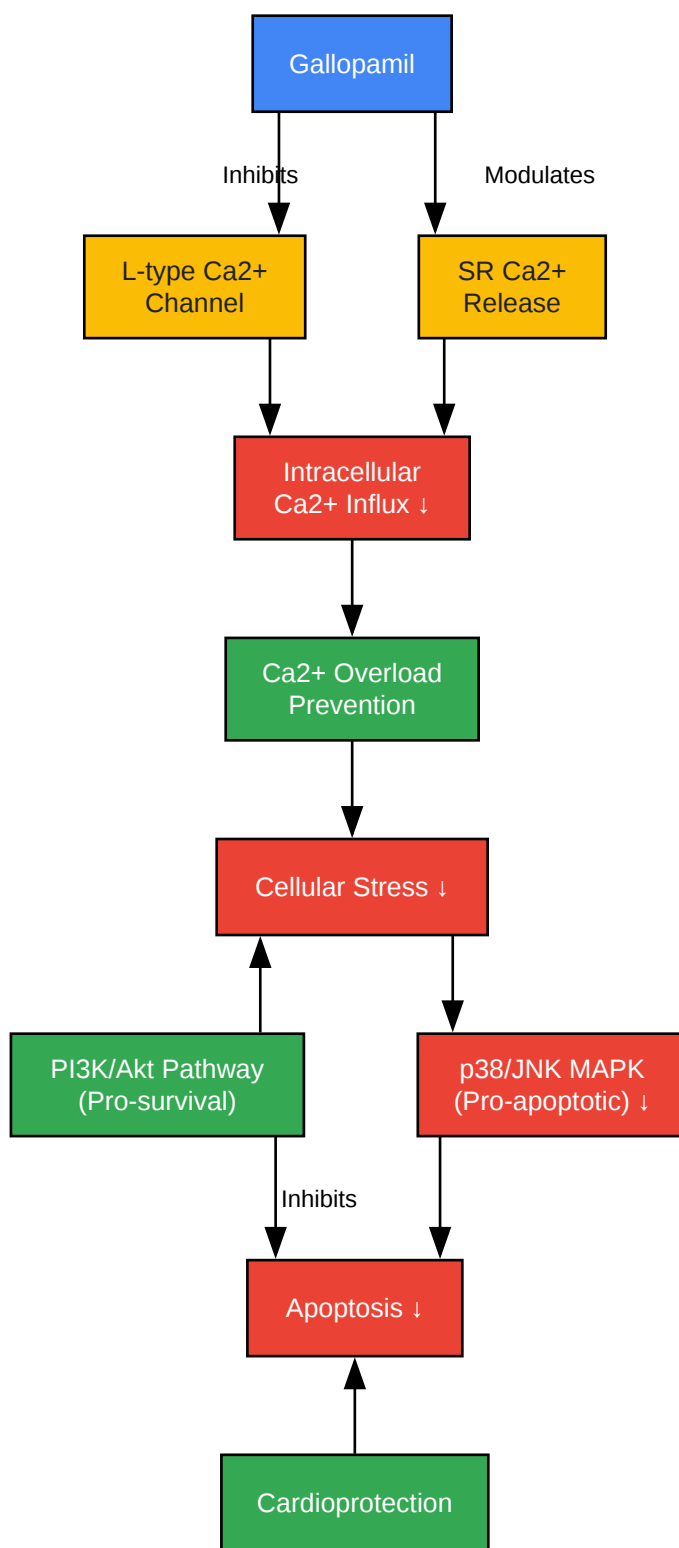 Gallopamil
Inhibits
Modulates
L-type Ca2+
Channel
SR Ca2+
Release
Intracellular
Ca2+ Influx ↓
Ca2+ Overload
Prevention
Cellular Stress ↓
PI3K/Akt Pathway
(Pro-survival)
p38/JNK MAPK
(Pro-apoptotic) ↓
Inhibits
Apoptosis ↓
Cardioprotection